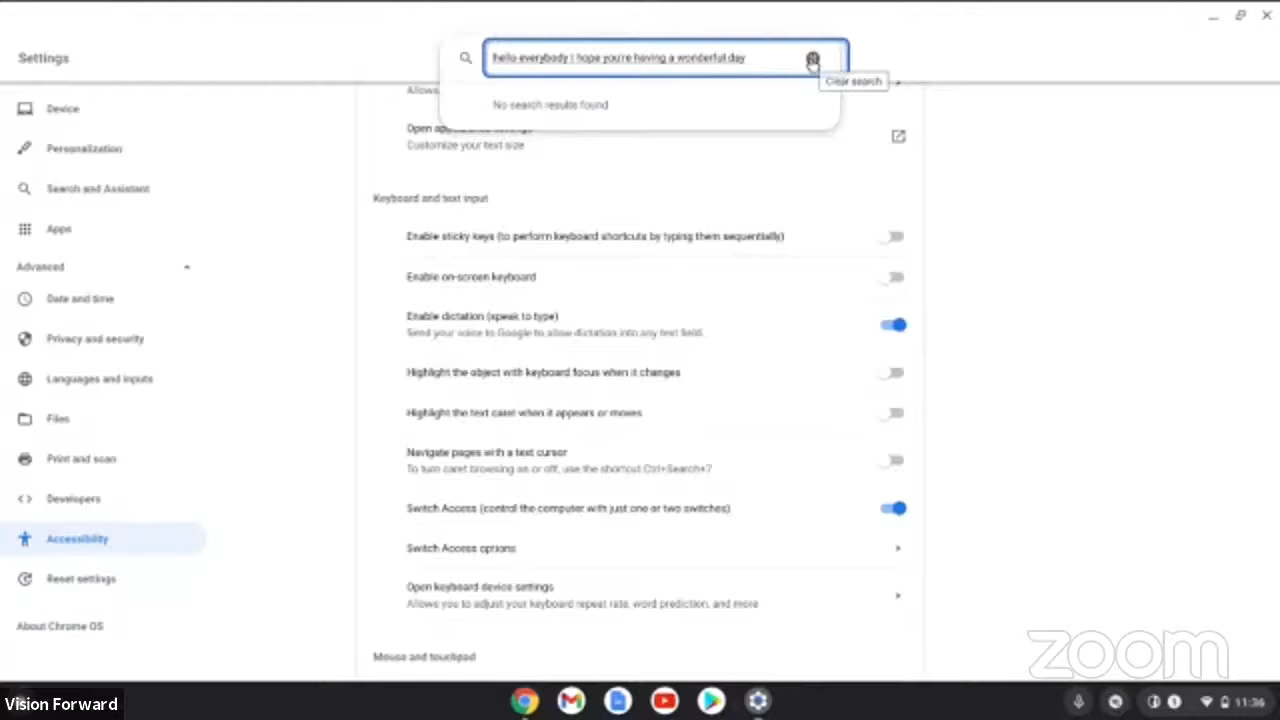 Settings
hello everybody I hope you're having a wonderful day
Clear search
No search results found
Device
Personalization
Search and Assistant
Apps
Advanced
Date and time
Privacy and security
Languages and inputs
Files
Print and scan
Developers
Accessibility
Reset settings
About Chrome OS
Allows
Open appearance settings
Customize your text size
Keyboard and text input
Enable sticky keys (to perform keyboard shortcuts by typing them sequentially)
Enable on-screen keyboard
Enable dictation (speak to type)
Send your voice to Google to allow dictation into any text field.
Highlight the object with keyboard focus when it changes
Highlight the text caret when it appears or moves
Navigate pages with a text cursor
To turn caret browsing on or off, use the shortcut Ctrl+Search+7
Switch Access (control the computer with just one or two switches)
Switch Access options
Open keyboard device settings
Allows you to adjust your keyboard repeat rate, word prediction, and more
Mouse and touchpad
zoom
Vision Forward
11:36